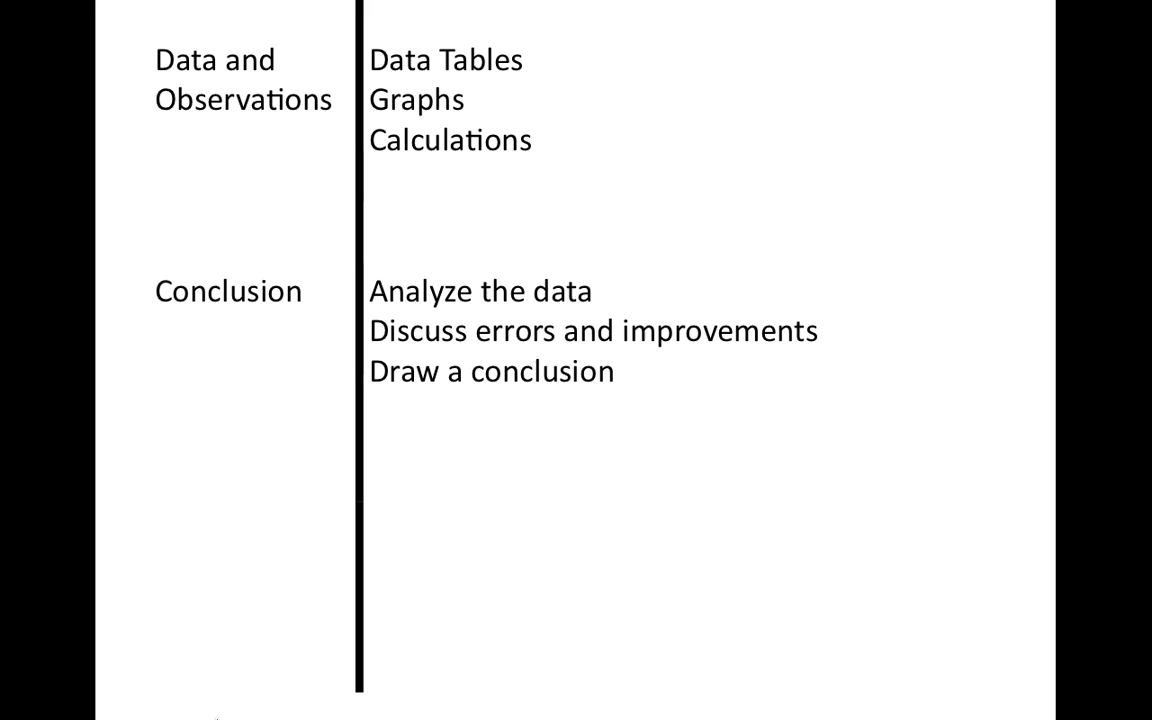 Data and
Observations
Data Tables
Graphs
Calculations
Conclusion
Analyze the data
Discuss errors and improvements
Draw a conclusion